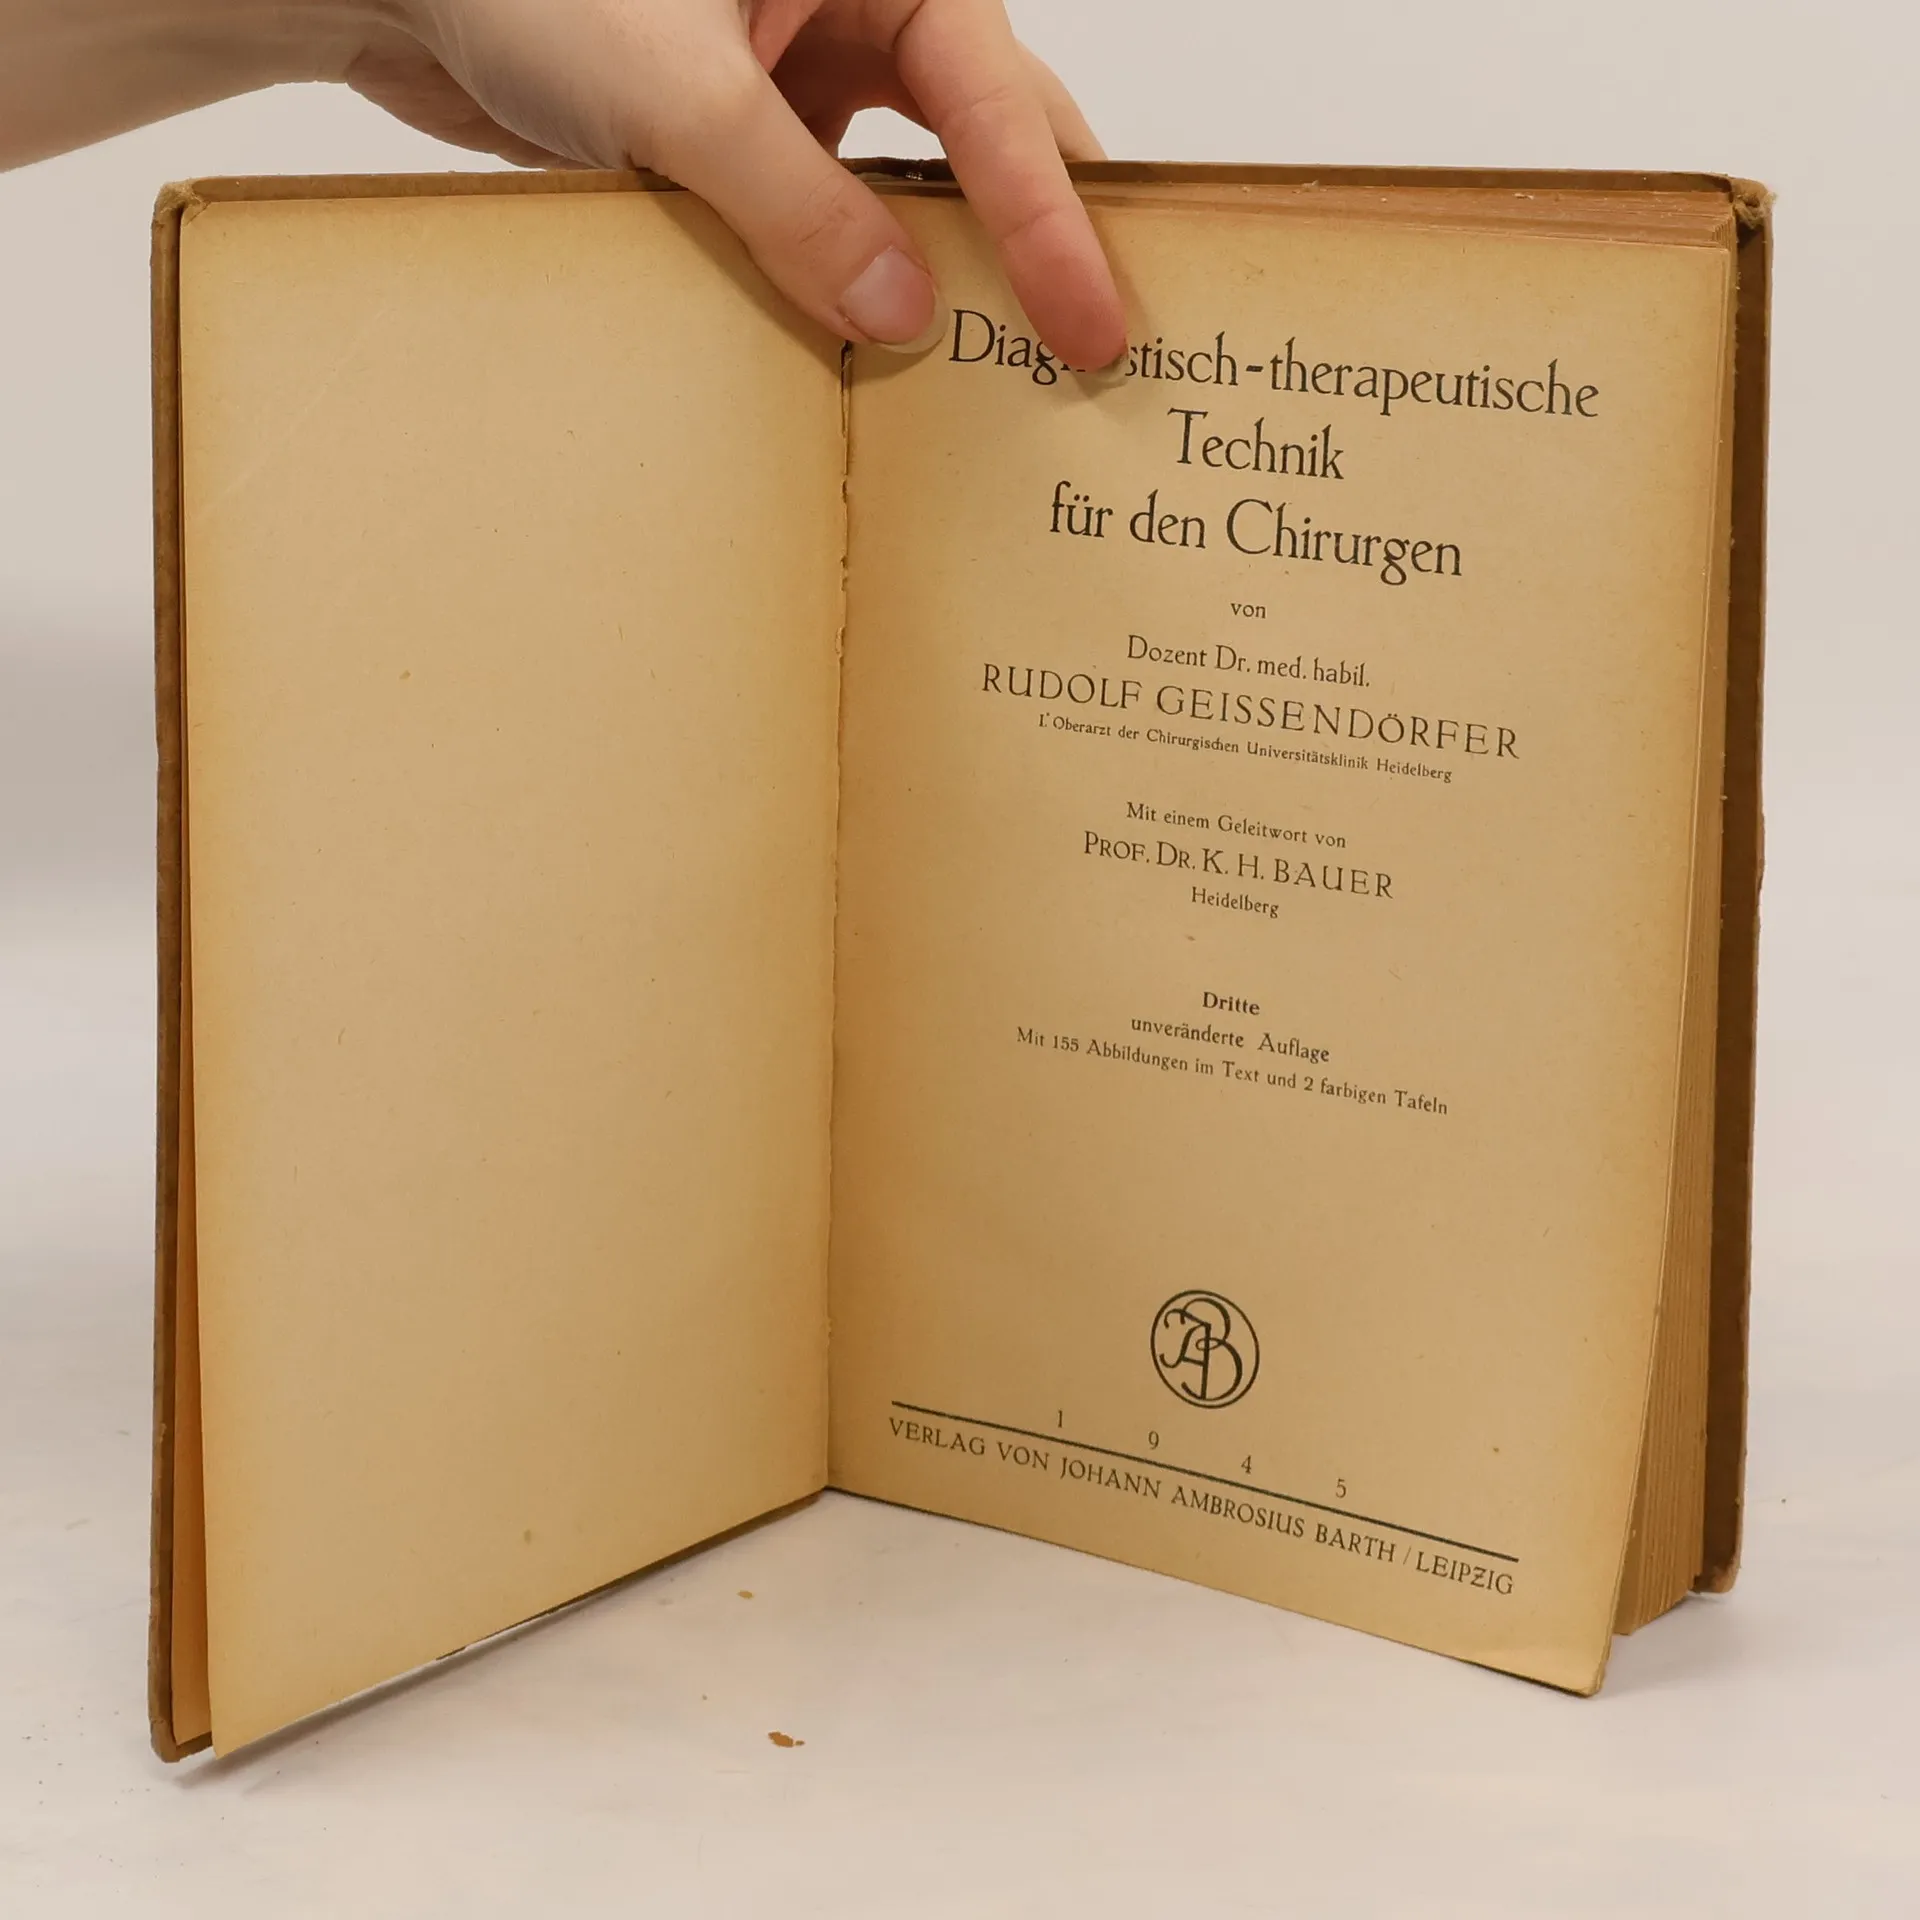 Diagnostisch-therapeutische
Technik
für den Chirurgen
von
Dozent Dr. med. habil.
RUDOLF GEISSENDÖRFER
I. Oberarzt der Chirurgischen Universitätsklinik Heidelberg
Mit einem Geleitwort von
PROF. DR. K. H. BAUER
Heidelberg
Dritte
unveränderte Auflage
Mit 155 Abbildungen im Text und 2 farbigen Tafeln
JAB
1 9 4 5
VERLAG VON JOHANN AMBROSIUS BARTH / LEIPZIG